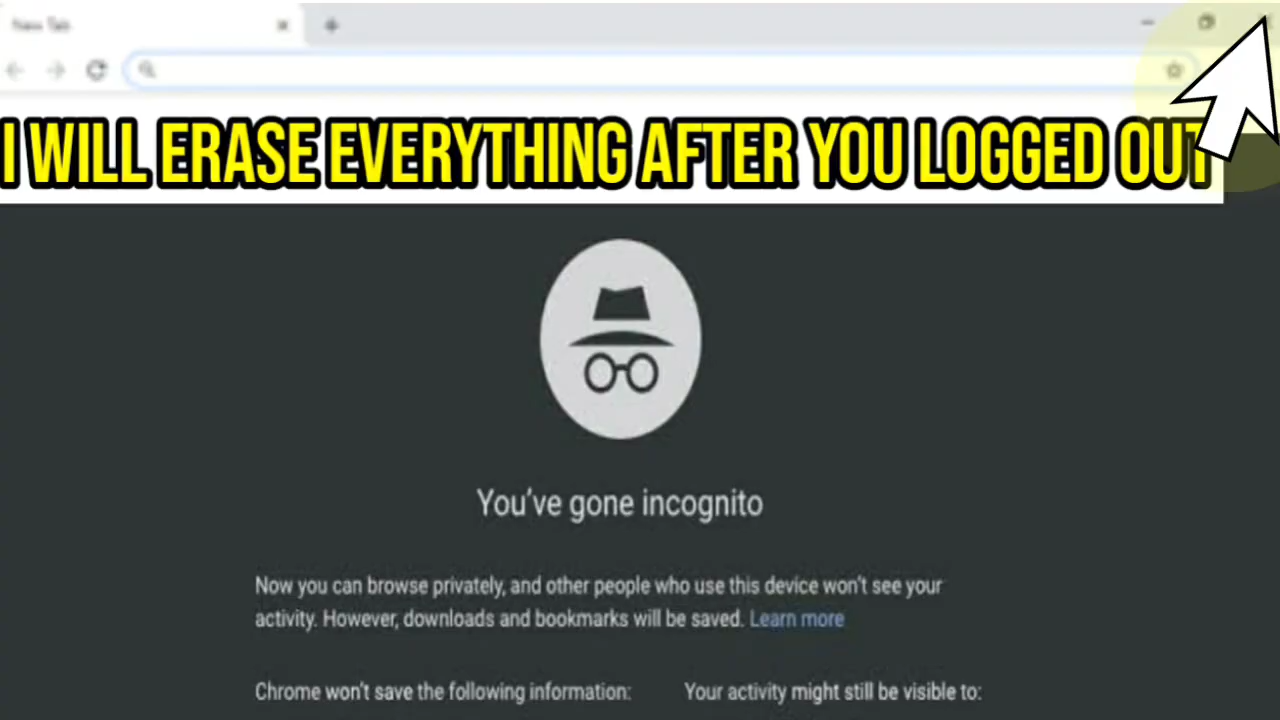 New Tab
I WILL ERASE EVERYTHING AFTER YOU LOGGED OUT
You've gone incognito
Now you can browse privately, and other people who use this device won't see your
activity. However, downloads and bookmarks will be saved. Learn more
Chrome won't save the following information:
Your activity might still be visible to: